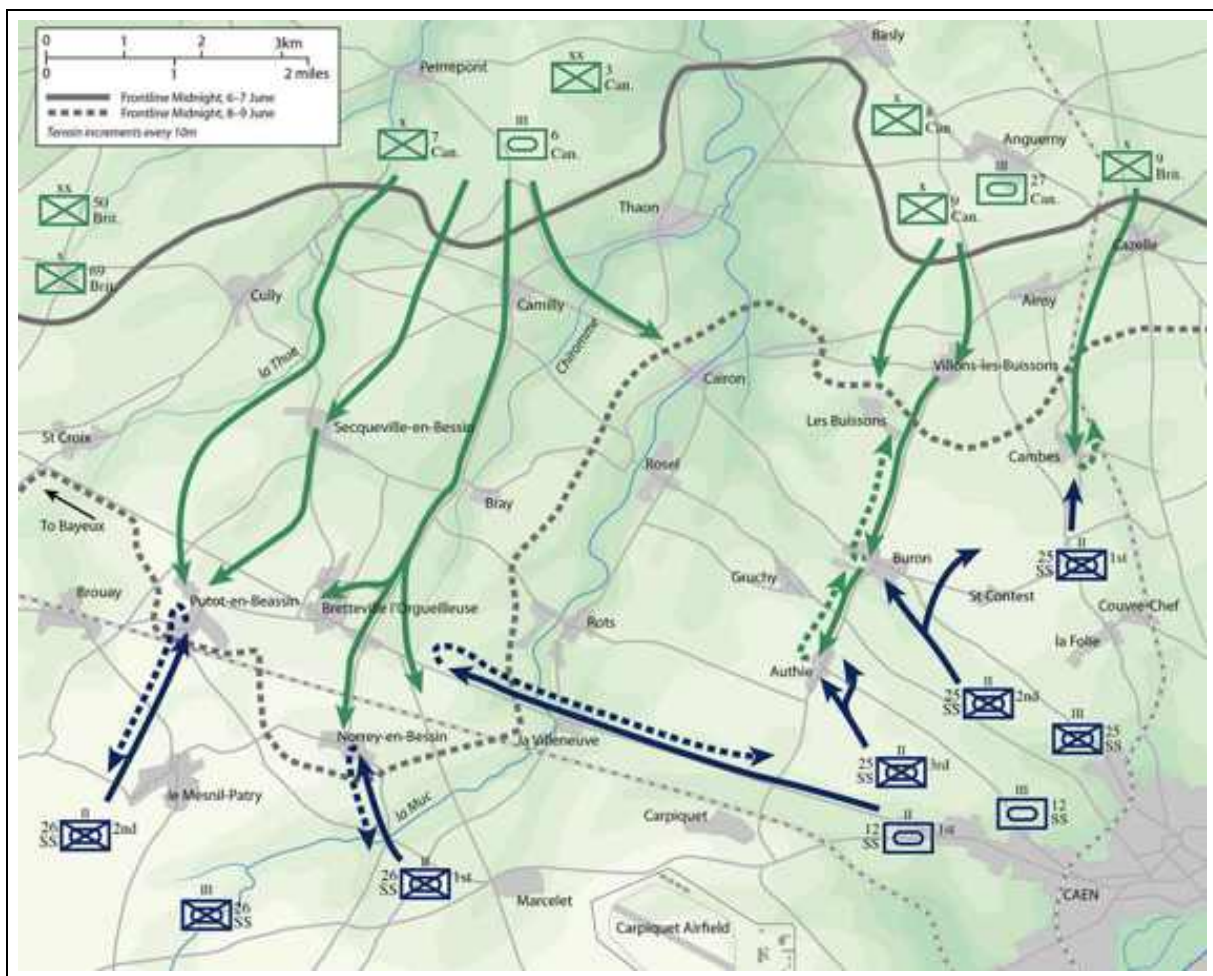 0 1 2 3km
0 1 2 miles
Frontline Midnight, 6–7 June
Frontline Midnight, 8–9 June
Terrain increments every 10m
Basly
Pierrepont
XX
3
Can.
X
8
Can.
X
7
Can.
III
6
Can.
Anguerny
X
9
Brit.
III
27
Can.
XX
50
Brit.
X
9
Can.
Thaon
Cazelle
X
69
Brit.
Cully
Camilly
Chiromme
la Thue
Cairon
Villons-les-Buissons
Les Buissons
St Croix
Secqueville-en-Bessin
Rosel
Cambes
Bray
To Bayeux
Buron
II
25
SS
1st
Gruchy
St Contest
Brouay
Putot-en-Beassin
Bretteville l'Orgueilleuse
Rots
Couvre-Chef
la Folie
Authie
II
25
SS
2nd
Norrey-en-Bessin
la Villeneuve
III
25
SS
II
25
SS
3rd
le Mesnil-Patry
la Muc
Carpiquet
III
12
SS
II
26
SS
2nd
II
12
SS
1st
II
26
SS
1st
Marcelet
CAEN
III
26
SS
Carpiquet Airfield